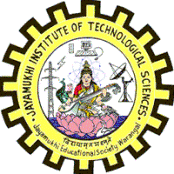 JAYAMUKHI INSTITUTE OF TECHNOLOGICAL SCIENCES
Jayamukhi Educational Society, Warangal